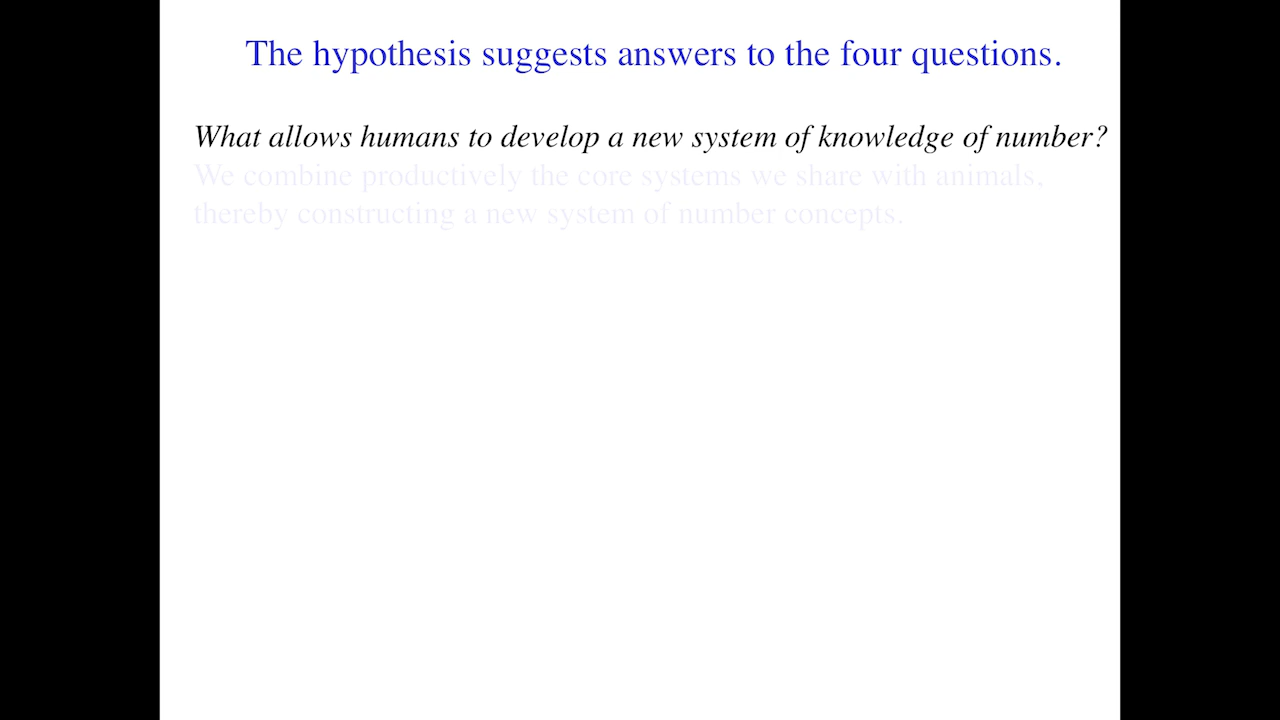 The hypothesis suggests answers to the four questions.
What allows humans to develop a new system of knowledge of number?
We combine productively the core systems we share with animals,
thereby constructing a new system of number concepts.